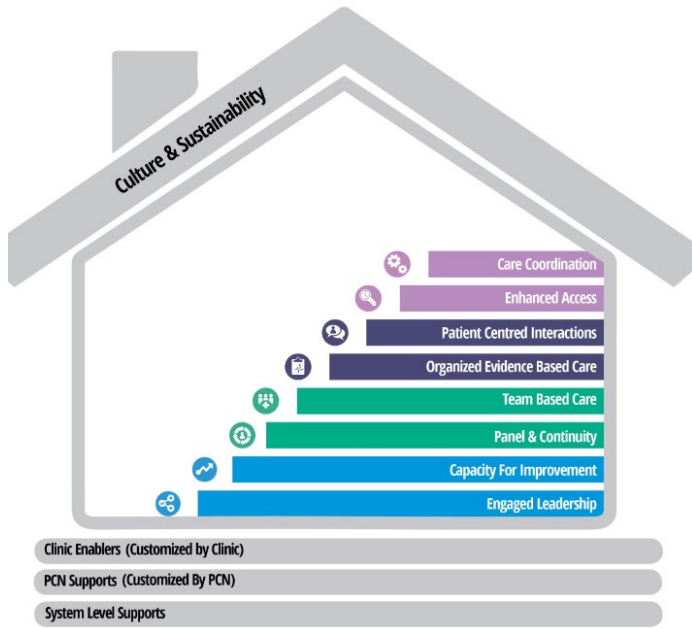 Culture & Sustainability
Care Coordination
Enhanced Access
Patient Centred Interactions
Organized Evidence Based Care
Team Based Care
Panel & Continuity
Capacity For Improvement
Engaged Leadership
Clinic Enablers (Customized by Clinic)
PCN Supports (Customized By PCN)
System Level Supports